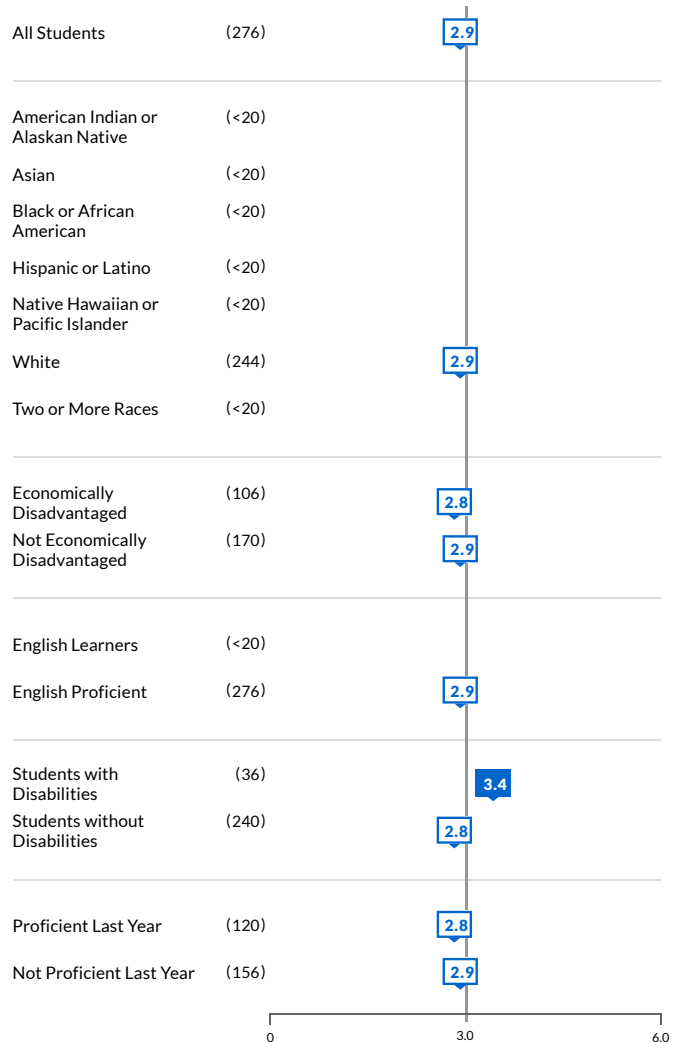 All Students (276) 2.9
American Indian or (<20)
Alaskan Native
Asian (<20)
Black or African (<20)
American
Hispanic or Latino (<20)
Native Hawaiian or (<20)
Pacific Islander
White (244) 2.9
Two or More Races (<20)
Economically (106) 2.8
Disadvantaged
Not Economically (170) 2.9
Disadvantaged
English Learners (<20)
English Proficient (276) 2.9
Students with (36) 3.4
Disabilities
Students without (240) 2.8
Disabilities
Proficient Last Year (120) 2.8
Not Proficient Last Year (156) 2.9
0 3.0 6.0